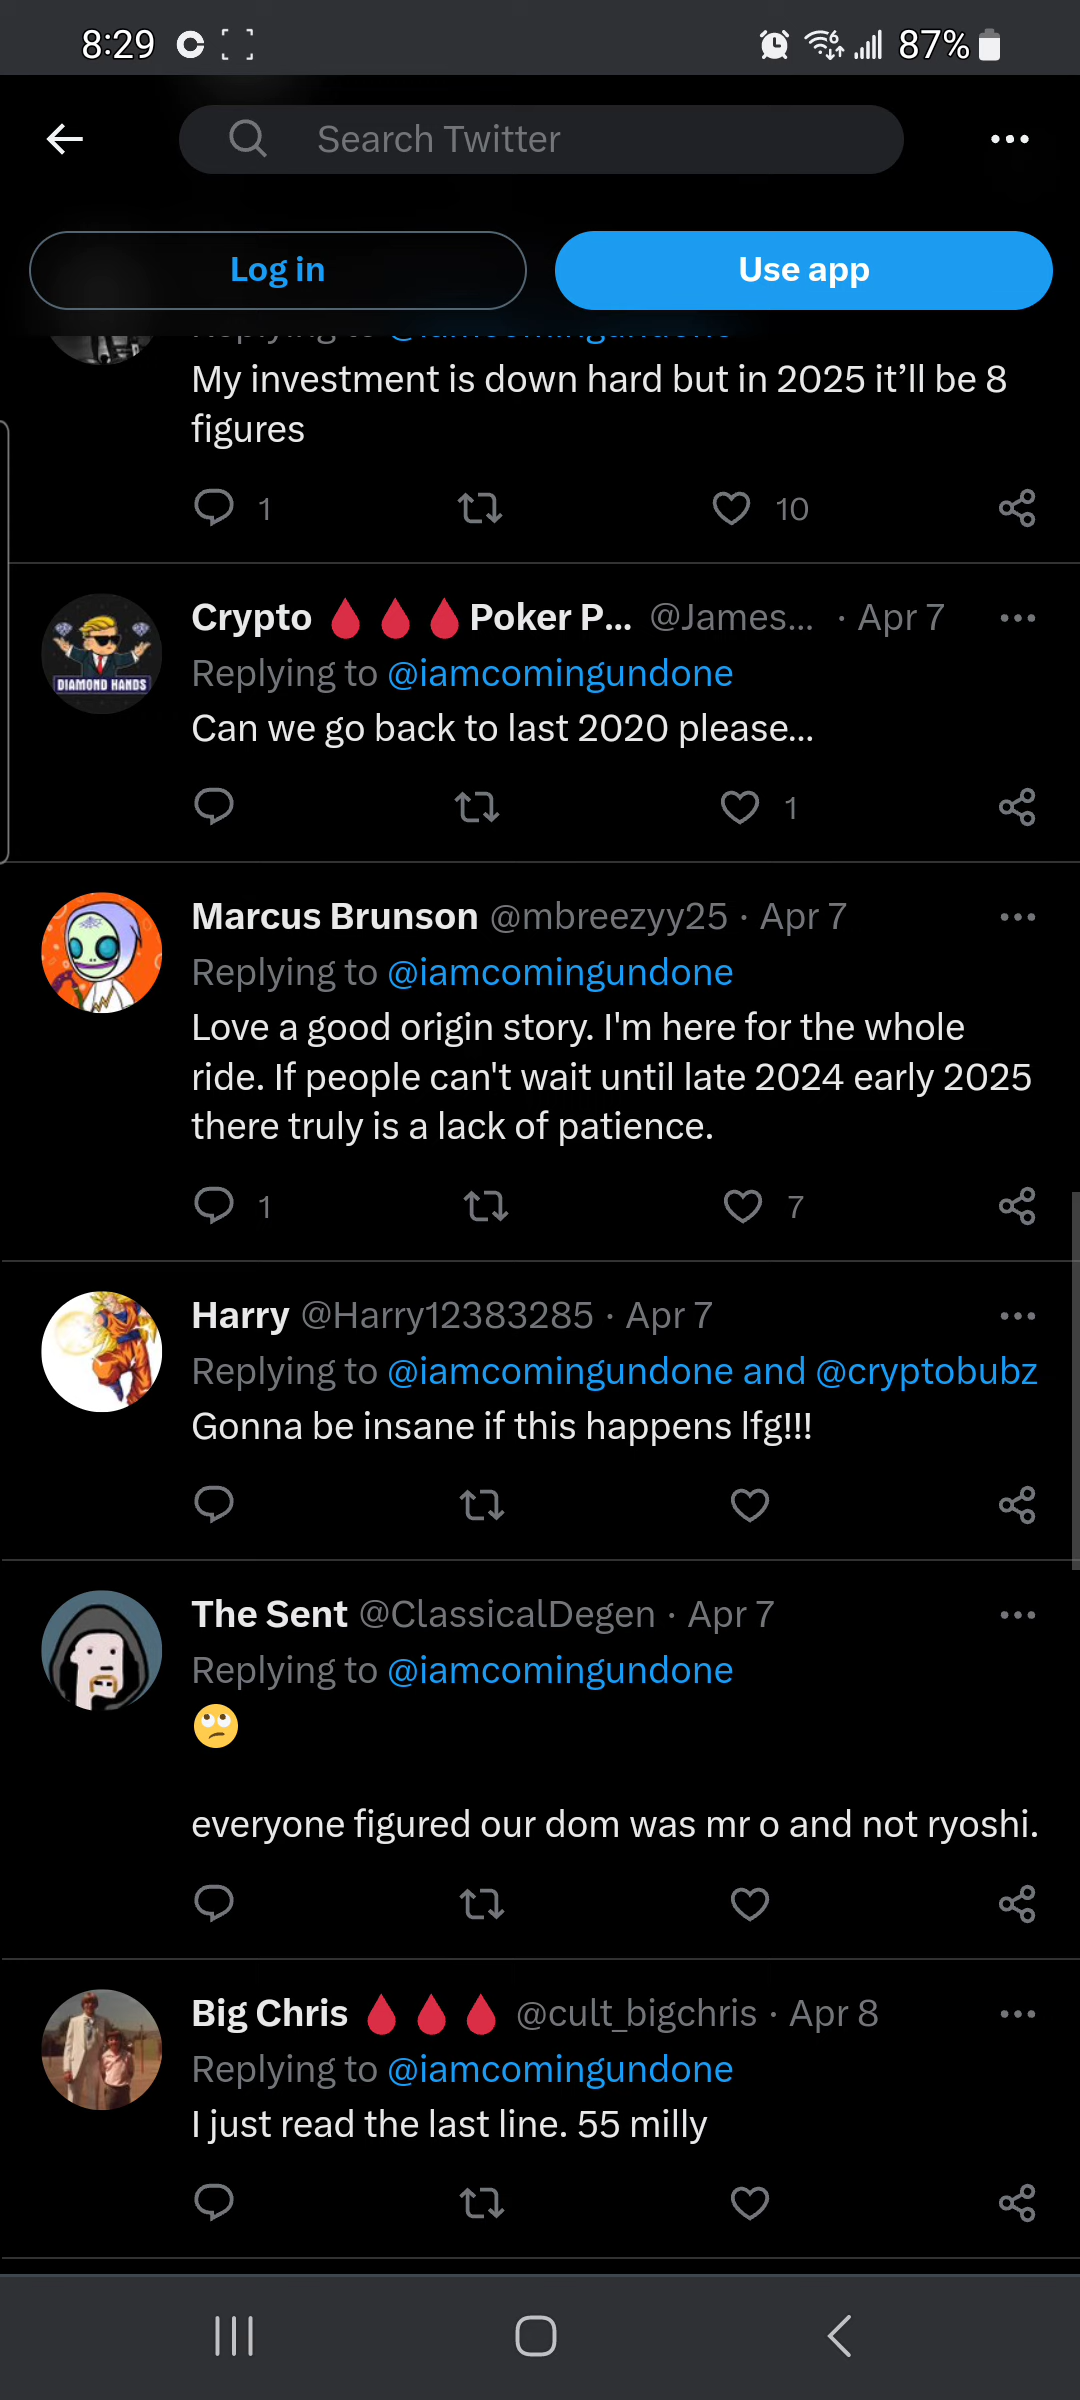 8:29
87%
Search Twitter
Log in
Use app
Replying to @iamcomingundone
My investment is down hard but in 2025 it’ll be 8
figures
1
10
Crypto 🩸🩸🩸Poker P... @James... · Apr 7
DIAMOND HANDS
Replying to @iamcomingundone
Can we go back to last 2020 please...
1
Marcus Brunson @mbreezyy25 · Apr 7
Replying to @iamcomingundone
Love a good origin story. I'm here for the whole
ride. If people can't wait until late 2024 early 2025
there truly is a lack of patience.
1
7
Harry @Harry12383285 · Apr 7
Replying to @iamcomingundone and @cryptobubz
Gonna be insane if this happens lfg!!!
The Sent @ClassicalDegen · Apr 7
Replying to @iamcomingundone
🙄
everyone figured our dom was mr o and not ryoshi.
Big Chris 🩸🩸🩸 @cult_bigchris · Apr 8
Replying to @iamcomingundone
I just read the last line. 55 milly